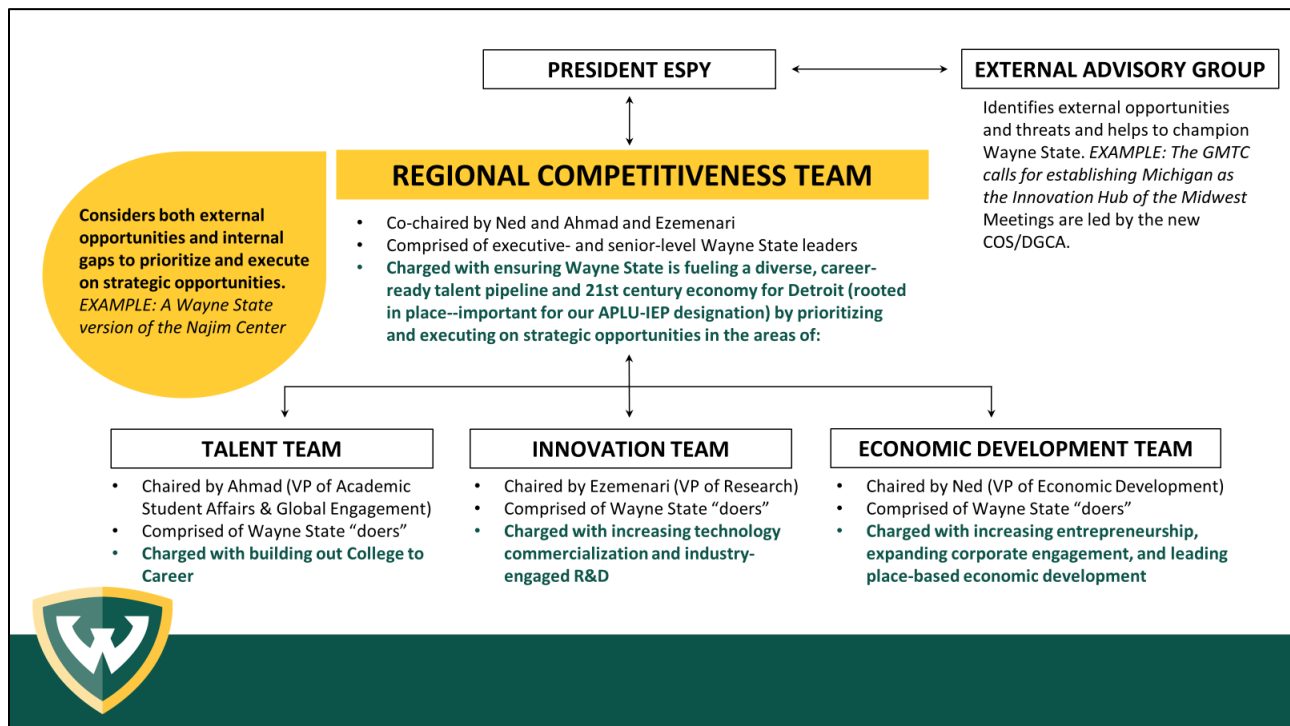 PRESIDENT ESPY
EXTERNAL ADVISORY GROUP
Identifies external opportunities
and threats and helps to champion
Wayne State. EXAMPLE: The GMTC
calls for establishing Michigan as
the Innovation Hub of the Midwest
Meetings are led by the new
COS/DGCA.
REGIONAL COMPETITIVENESS TEAM
• Co-chaired by Ned and Ahmad and Ezemenari
• Comprised of executive- and senior-level Wayne State leaders
• Charged with ensuring Wayne State is fueling a diverse, career-
ready talent pipeline and 21st century economy for Detroit (rooted
in place--important for our APLU-IEP designation) by prioritizing
and executing on strategic opportunities in the areas of:
Considers both external
opportunities and internal
gaps to prioritize and execute
on strategic opportunities.
EXAMPLE: A Wayne State
version of the Najim Center
TALENT TEAM
• Chaired by Ahmad (VP of Academic
Student Affairs & Global Engagement)
• Comprised of Wayne State “doers”
• Charged with building out College to
Career
INNOVATION TEAM
• Chaired by Ezemenari (VP of Research)
• Comprised of Wayne State “doers”
• Charged with increasing technology
commercialization and industry-
engaged R&D
ECONOMIC DEVELOPMENT TEAM
• Chaired by Ned (VP of Economic Development)
• Comprised of Wayne State “doers”
• Charged with increasing entrepreneurship,
expanding corporate engagement, and leading
place-based economic development
W